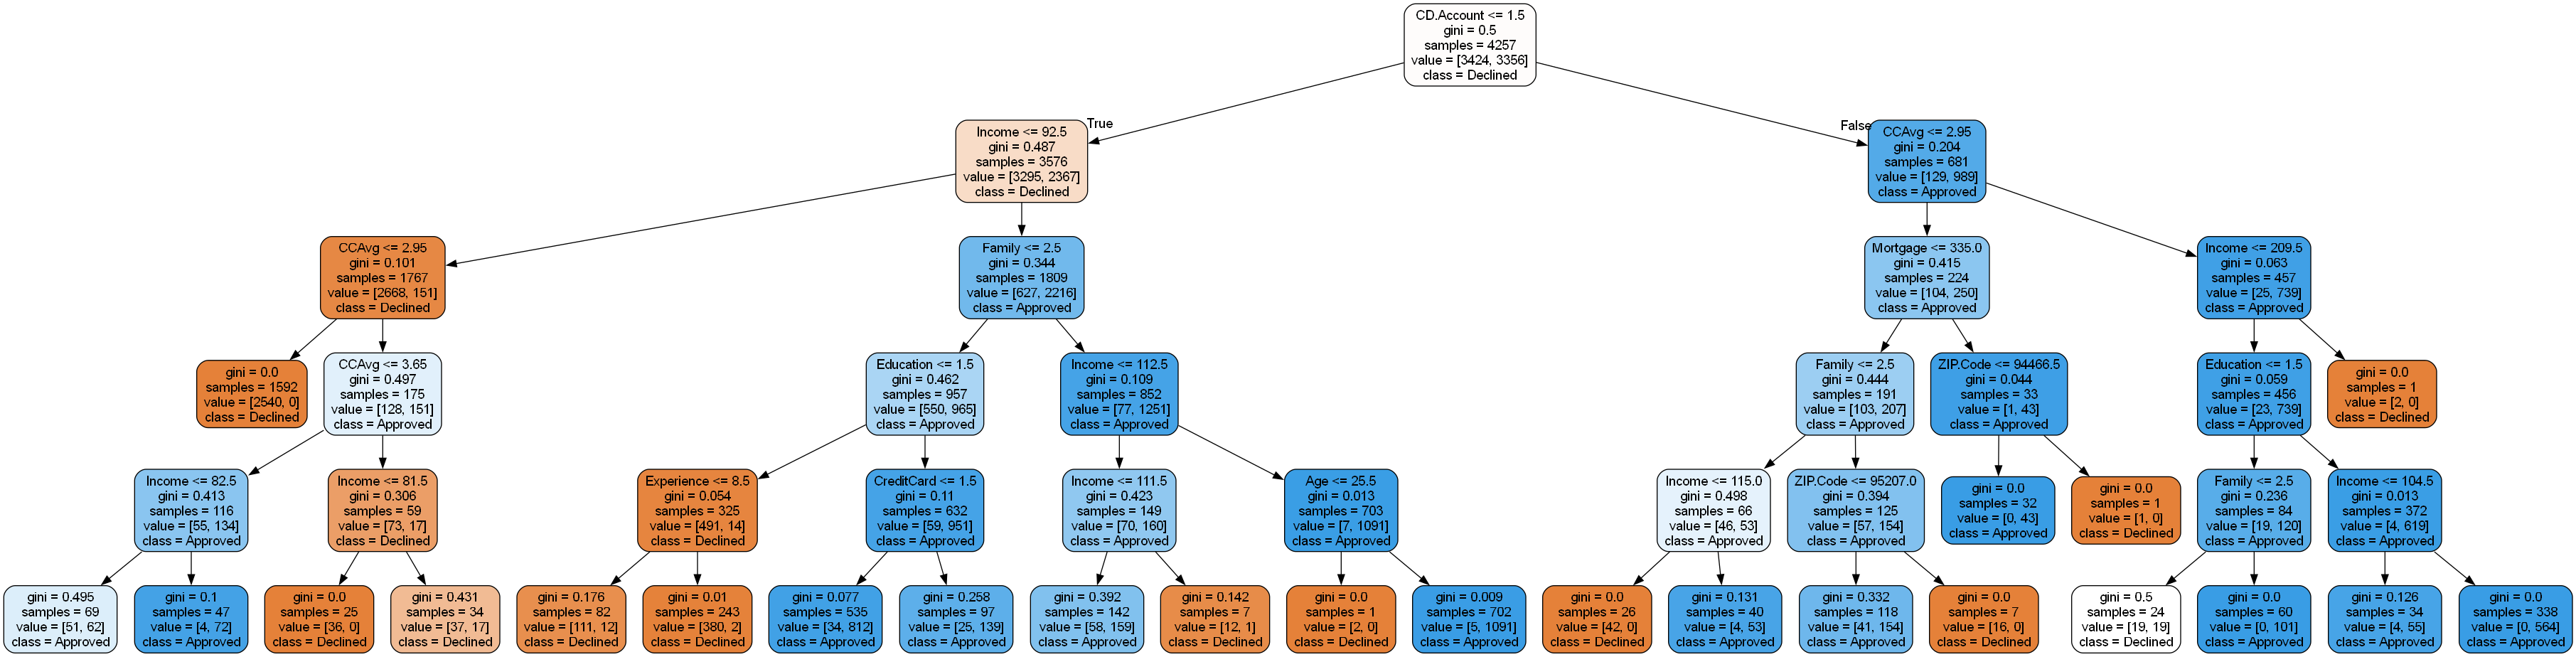 CD.Account <= 1.5
gini = 0.5
samples = 4257
value = [3424, 3356]
class = Declined
True
False
Income <= 92.5
gini = 0.487
samples = 3576
value = [3295, 2367]
class = Declined
CCAvg <= 2.95
gini = 0.204
samples = 681
value = [129, 989]
class = Approved
CCAvg <= 2.95
gini = 0.101
samples = 1767
value = [2668, 151]
class = Declined
Family <= 2.5
gini = 0.344
samples = 1809
value = [627, 2216]
class = Approved
Mortgage <= 335.0
gini = 0.415
samples = 224
value = [104, 250]
class = Approved
Income <= 209.5
gini = 0.063
samples = 457
value = [25, 739]
class = Approved
gini = 0.0
samples = 1592
value = [2540, 0]
class = Declined
CCAvg <= 3.65
gini = 0.497
samples = 175
value = [128, 151]
class = Approved
Education <= 1.5
gini = 0.462
samples = 957
value = [550, 965]
class = Approved
Income <= 112.5
gini = 0.109
samples = 852
value = [77, 1251]
class = Approved
Family <= 2.5
gini = 0.444
samples = 191
value = [103, 207]
class = Approved
ZIP.Code <= 94466.5
gini = 0.044
samples = 33
value = [1, 43]
class = Approved
Education <= 1.5
gini = 0.059
samples = 456
value = [23, 739]
class = Approved
gini = 0.0
samples = 1
value = [2, 0]
class = Declined
Income <= 82.5
gini = 0.413
samples = 116
value = [55, 134]
class = Approved
Income <= 81.5
gini = 0.306
samples = 59
value = [73, 17]
class = Declined
Experience <= 8.5
gini = 0.054
samples = 325
value = [491, 14]
class = Declined
CreditCard <= 1.5
gini = 0.11
samples = 632
value = [59, 951]
class = Approved
Income <= 111.5
gini = 0.423
samples = 149
value = [70, 160]
class = Approved
Age <= 25.5
gini = 0.013
samples = 703
value = [7, 1091]
class = Approved
Income <= 115.0
gini = 0.498
samples = 66
value = [46, 53]
class = Approved
ZIP.Code <= 95207.0
gini = 0.394
samples = 125
value = [57, 154]
class = Approved
gini = 0.0
samples = 32
value = [0, 43]
class = Approved
gini = 0.0
samples = 1
value = [1, 0]
class = Declined
Family <= 2.5
gini = 0.236
samples = 84
value = [19, 120]
class = Approved
Income <= 104.5
gini = 0.013
samples = 372
value = [4, 619]
class = Approved
gini = 0.495
samples = 69
value = [51, 62]
class = Approved
gini = 0.1
samples = 47
value = [4, 72]
class = Approved
gini = 0.0
samples = 25
value = [36, 0]
class = Declined
gini = 0.431
samples = 34
value = [37, 17]
class = Declined
gini = 0.176
samples = 82
value = [111, 12]
class = Declined
gini = 0.01
samples = 243
value = [380, 2]
class = Declined
gini = 0.077
samples = 535
value = [34, 812]
class = Approved
gini = 0.258
samples = 97
value = [25, 139]
class = Approved
gini = 0.392
samples = 142
value = [58, 159]
class = Approved
gini = 0.142
samples = 7
value = [12, 1]
class = Declined
gini = 0.0
samples = 1
value = [2, 0]
class = Declined
gini = 0.009
samples = 702
value = [5, 1091]
class = Approved
gini = 0.0
samples = 26
value = [42, 0]
class = Declined
gini = 0.131
samples = 40
value = [4, 53]
class = Approved
gini = 0.332
samples = 118
value = [41, 154]
class = Approved
gini = 0.0
samples = 7
value = [16, 0]
class = Declined
gini = 0.5
samples = 24
value = [19, 19]
class = Declined
gini = 0.0
samples = 60
value = [0, 101]
class = Approved
gini = 0.126
samples = 34
value = [4, 55]
class = Approved
gini = 0.0
samples = 338
value = [0, 564]
class = Approved